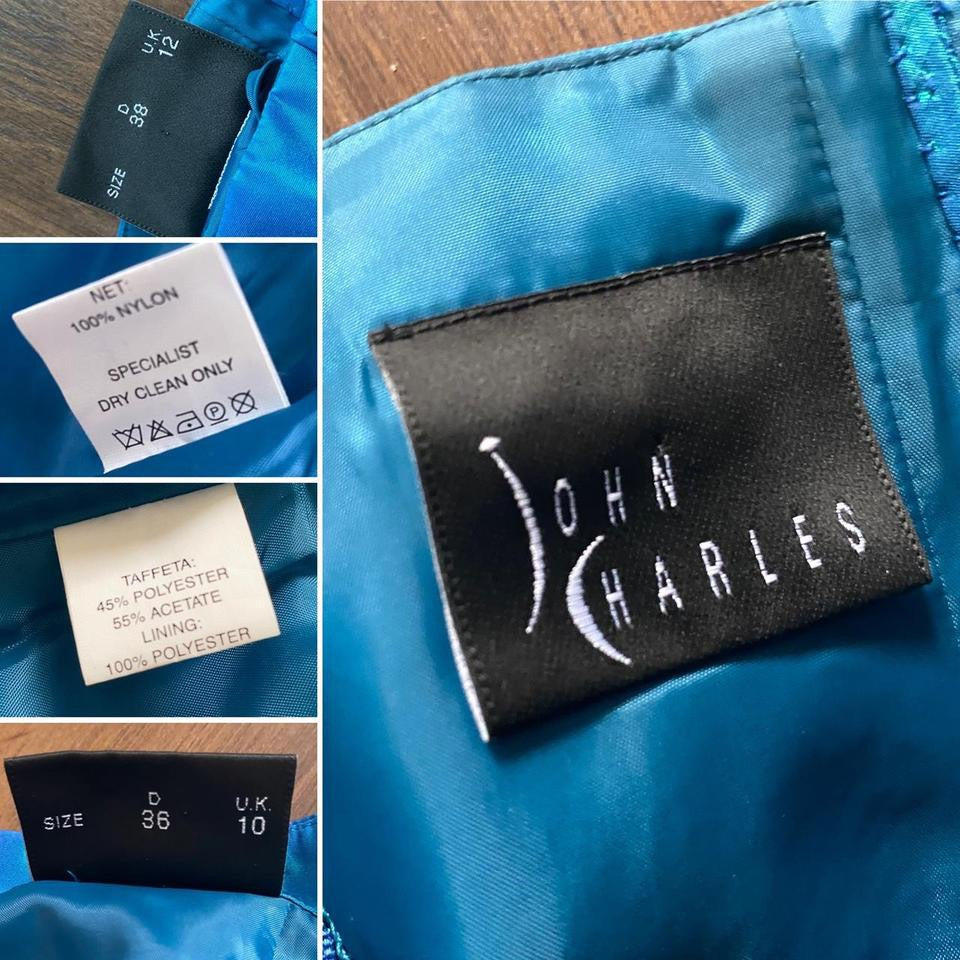 U.K.
12
D
38
SIZE
NET:
100% NYLON
SPECIALIST
DRY CLEAN ONLY
P
TAFFETA:
45% POLYESTER
55% ACETATE
LINING:
100% POLYESTER
SIZE D U.K.
36 10
JOHN
CHARLES